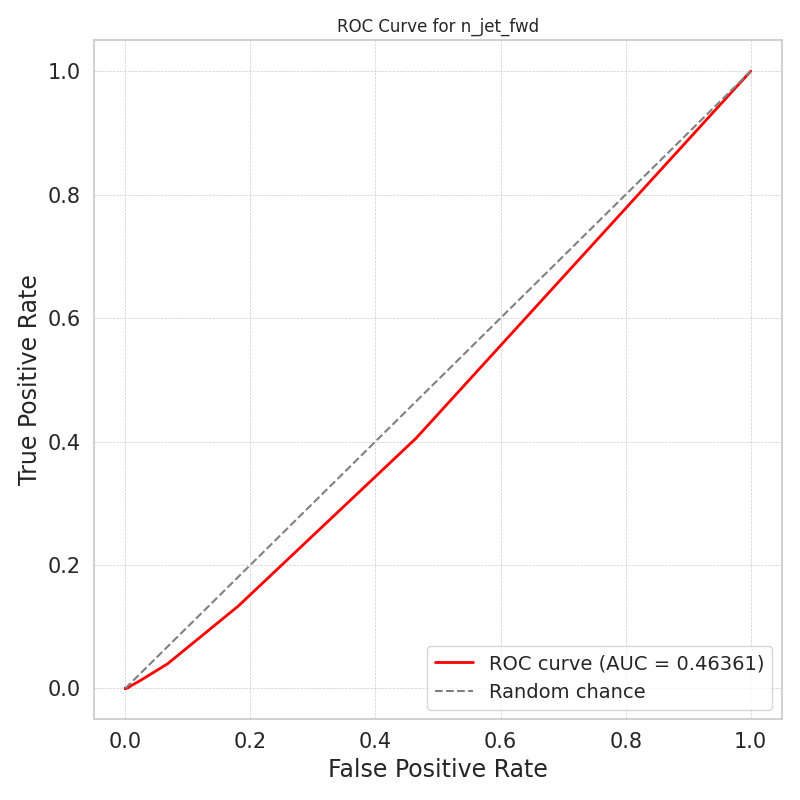 ROC Curve for n_jet_fwd
1.0
0.8
0.6
0.4
0.2
0.0
True Positive Rate
ROC curve (AUC = 0.46361)
Random chance
0.0 0.2 0.4 0.6 0.8 1.0
False Positive Rate